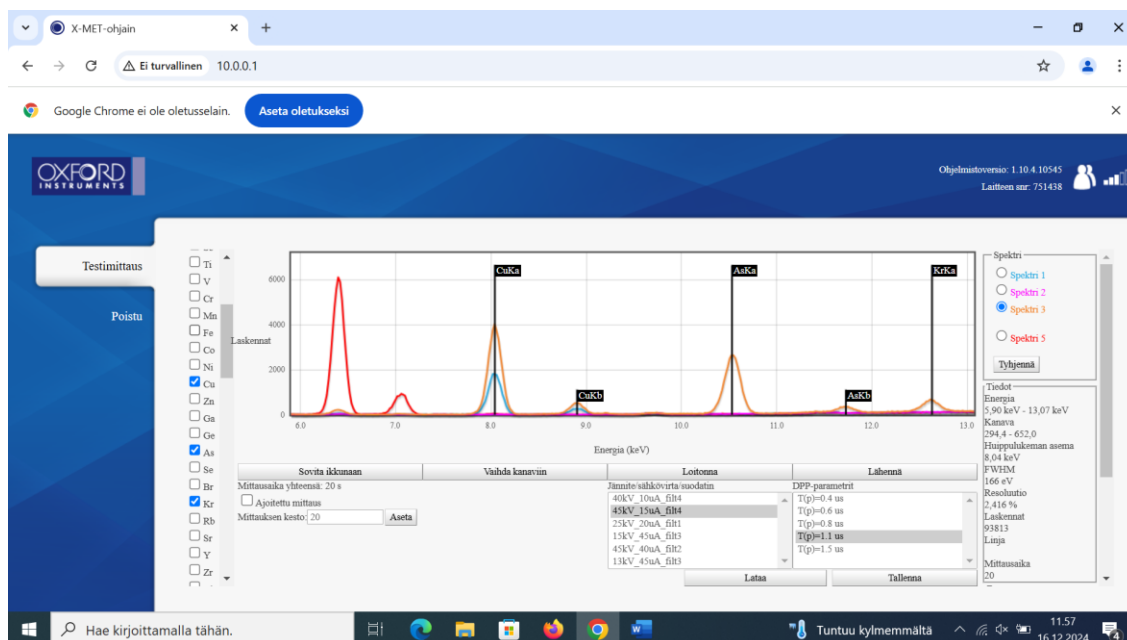 X-MET-ohjain
Ei turvallinen 10.0.0.1
Google Chrome ei ole oletusselain. Aseta oletukseksi
OXFORD
INSTRUMENTS
Ohjelmistoversio: 1.10.4.10545
Laitteen snr: 751438
Testimittaus
Poistu
Ti
V
Cr
Mn
Fe
Co
Ni
Cu
Zn
Ga
Ge
As
Se
Br
Kr
Rb
Sr
Y
Zr
Laskennat
6000
4000
2000
0
CuKa
AsKa
KrKa
CuKb
AsKb
6.0 7.0 8.0 9.0 10.0 11.0 12.0 13.0
Energia (keV)
Sovita ikkunaan Vaihda kanaviin Loitonna Lähennä
Mittausaika yhteensä: 20 s
Ajoitettu mittaus
Mittauksen kesto: 20 Aseta
Jännite/sähkövirta/suodatin
40kV_10uA_filt4
45kV_15uA_filt4
25kV_20uA_filt1
15kV_45uA_filt3
45kV_40uA_filt2
13kV_45uA_filt3
DPP-parametrit
T(p)=0.4 us
T(p)=0.6 us
T(p)=0.8 us
T(p)=1.1 us
T(p)=1.5 us
Lataa Tallenna
Spektri
Spektri 1
Spektri 2
Spektri 3
Spektri 5
Tyhjennä
Tiedot
Energia
5,90 keV - 13,07 keV
Kanava
294,4 - 652,0
Huippulukeman asema
8,04 keV
FWHM
166 eV
Resoluutio
2,416 %
Laskennat
93813
Linja
Mittausaika
20
Hae kirjoittamalla tähän.
Tuntuu kylmemmältä
11.57
16.12.2024
4